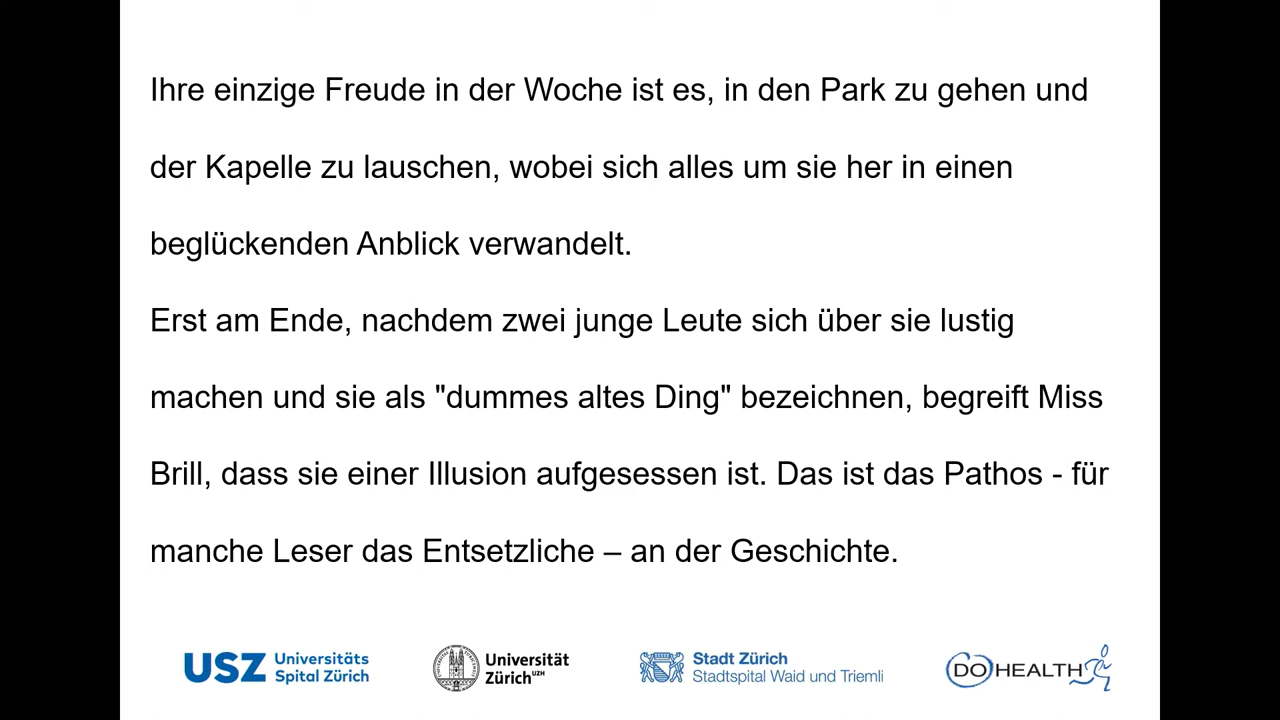 Ihre einzige Freude in der Woche ist es, in den Park zu gehen und
der Kapelle zu lauschen, wobei sich alles um sie her in einen
beglückenden Anblick verwandelt.
Erst am Ende, nachdem zwei junge Leute sich über sie lustig
machen und sie als "dummes altes Ding" bezeichnen, begreift Miss
Brill, dass sie einer Illusion aufgesessen ist. Das ist das Pathos - für
manche Leser das Entsetzliche – an der Geschichte.
USZ Universitäts
Spital Zürich
Universität
Zürich UZH
Stadt Zürich
Stadtspital Waid und Triemli
DO HEALTH